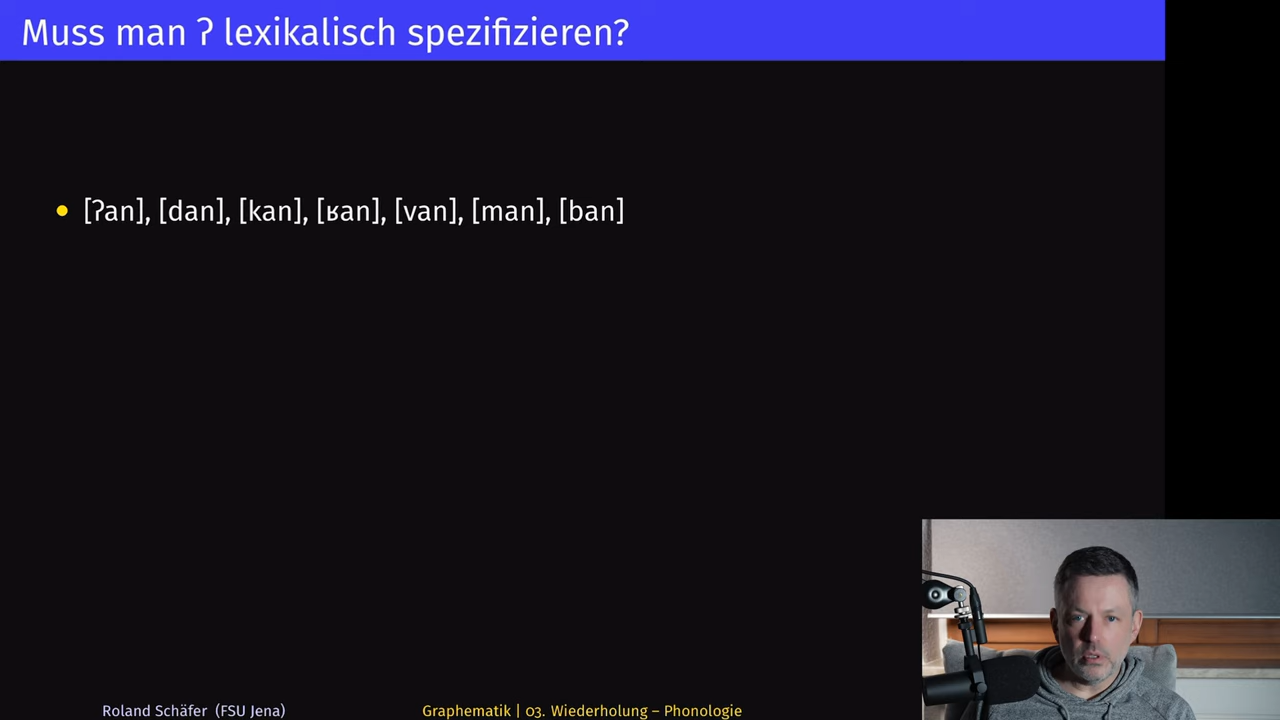 Muss man ʔ lexikalisch spezifizieren?
• [ʔan], [dan], [kan], [ʁan], [van], [man], [ban]
Roland Schäfer (FSU Jena) Graphematik | 03. Wiederholung – Phonologie